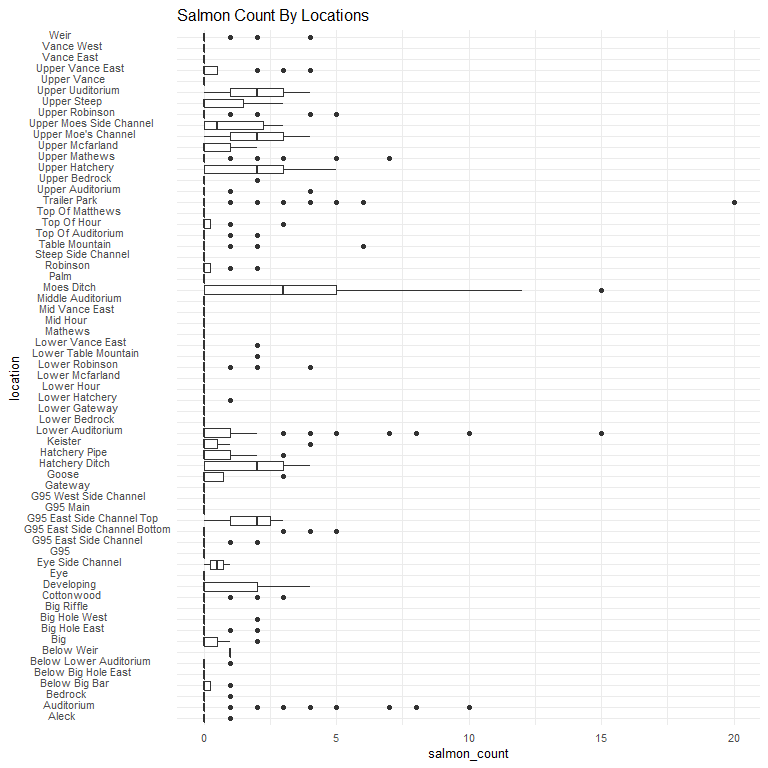 Salmon Count By Locations
Weir
Vance West
Vance East
Upper Vance East
Upper Vance
Upper Uuditorium
Upper Steep
Upper Robinson
Upper Moes Side Channel
Upper Moe's Channel
Upper Mcfarland
Upper Mathews
Upper Hatchery
Upper Bedrock
Upper Auditorium
Trailer Park
Top Of Matthews
Top Of Hour
Top Of Auditorium
Table Mountain
Steep Side Channel
Robinson
Palm
Moes Ditch
Middle Auditorium
Mid Vance East
Mid Hour
Mathews
Lower Vance East
Lower Table Mountain
Lower Robinson
Lower Mcfarland
Lower Hour
Lower Hatchery
Lower Gateway
Lower Bedrock
Lower Auditorium
Keister
Hatchery Pipe
Hatchery Ditch
Goose
Gateway
G95 West Side Channel
G95 Main
G95 East Side Channel Top
G95 East Side Channel Bottom
G95 East Side Channel
G95
Eye Side Channel
Eye
Developing
Cottonwood
Big Riffle
Big Hole West
Big Hole East
Big
Below Weir
Below Lower Auditorium
Below Big Hole East
Below Big Bar
Bedrock
Auditorium
Aleck
location
0 5 10 15 20
salmon_count